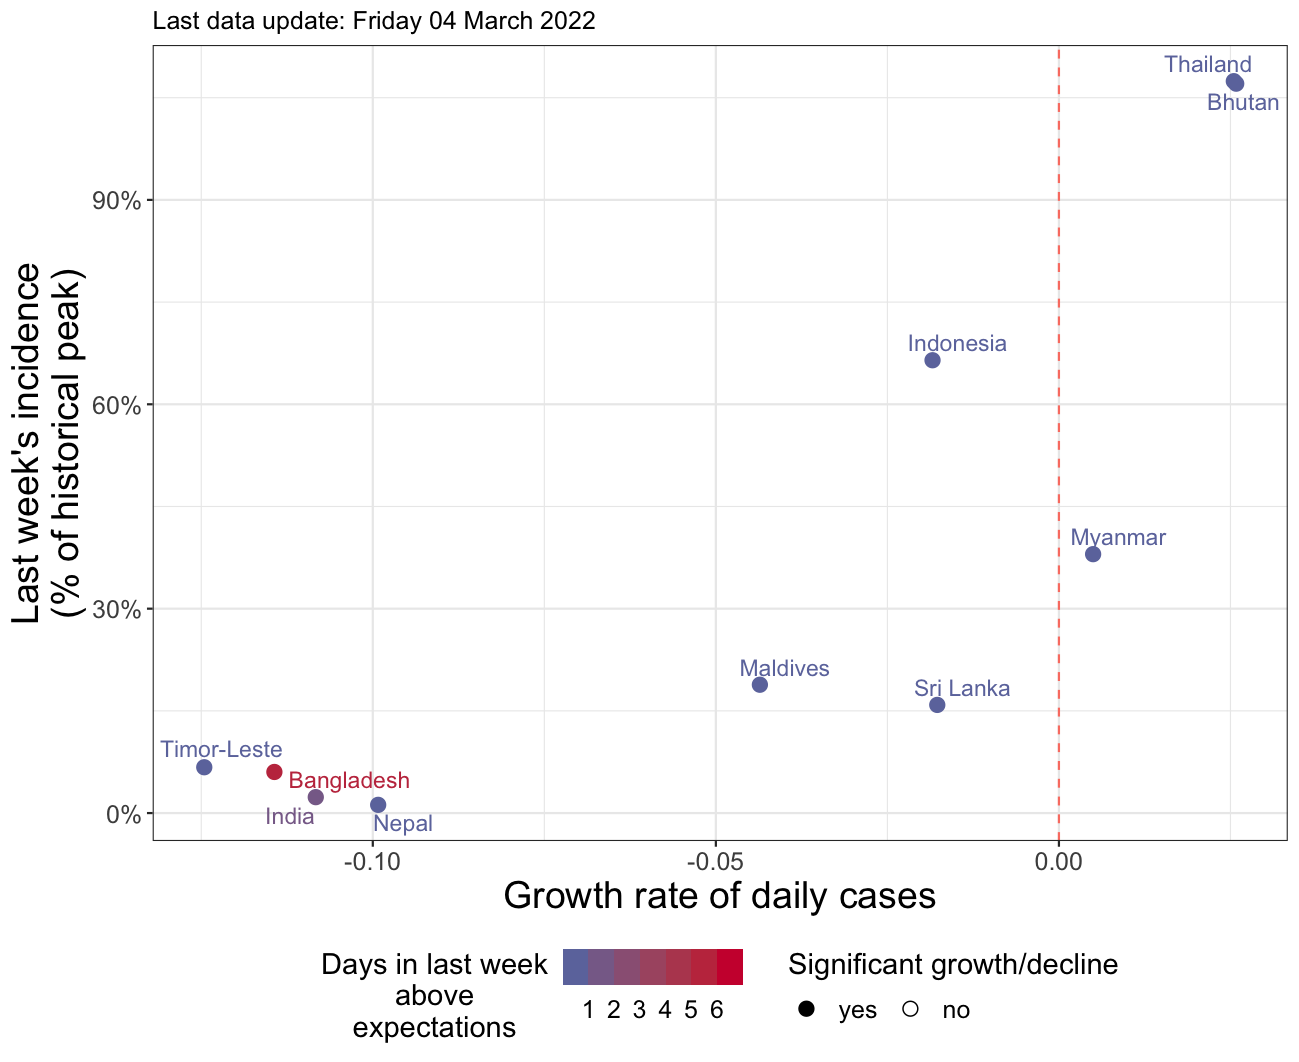 Last data update: Friday 04 March 2022
Thailand
Bhutan
90%
Indonesia
60%
Myanmar
30%
Maldives
Sri Lanka
Timor-Leste
Bangladesh
India
Nepal
0%
Last week's incidence
(% of historical peak)
-0.10
-0.05
0.00
Growth rate of daily cases
Days in last week
above
expectations
1 2 3 4 5 6
Significant growth/decline
yes
no